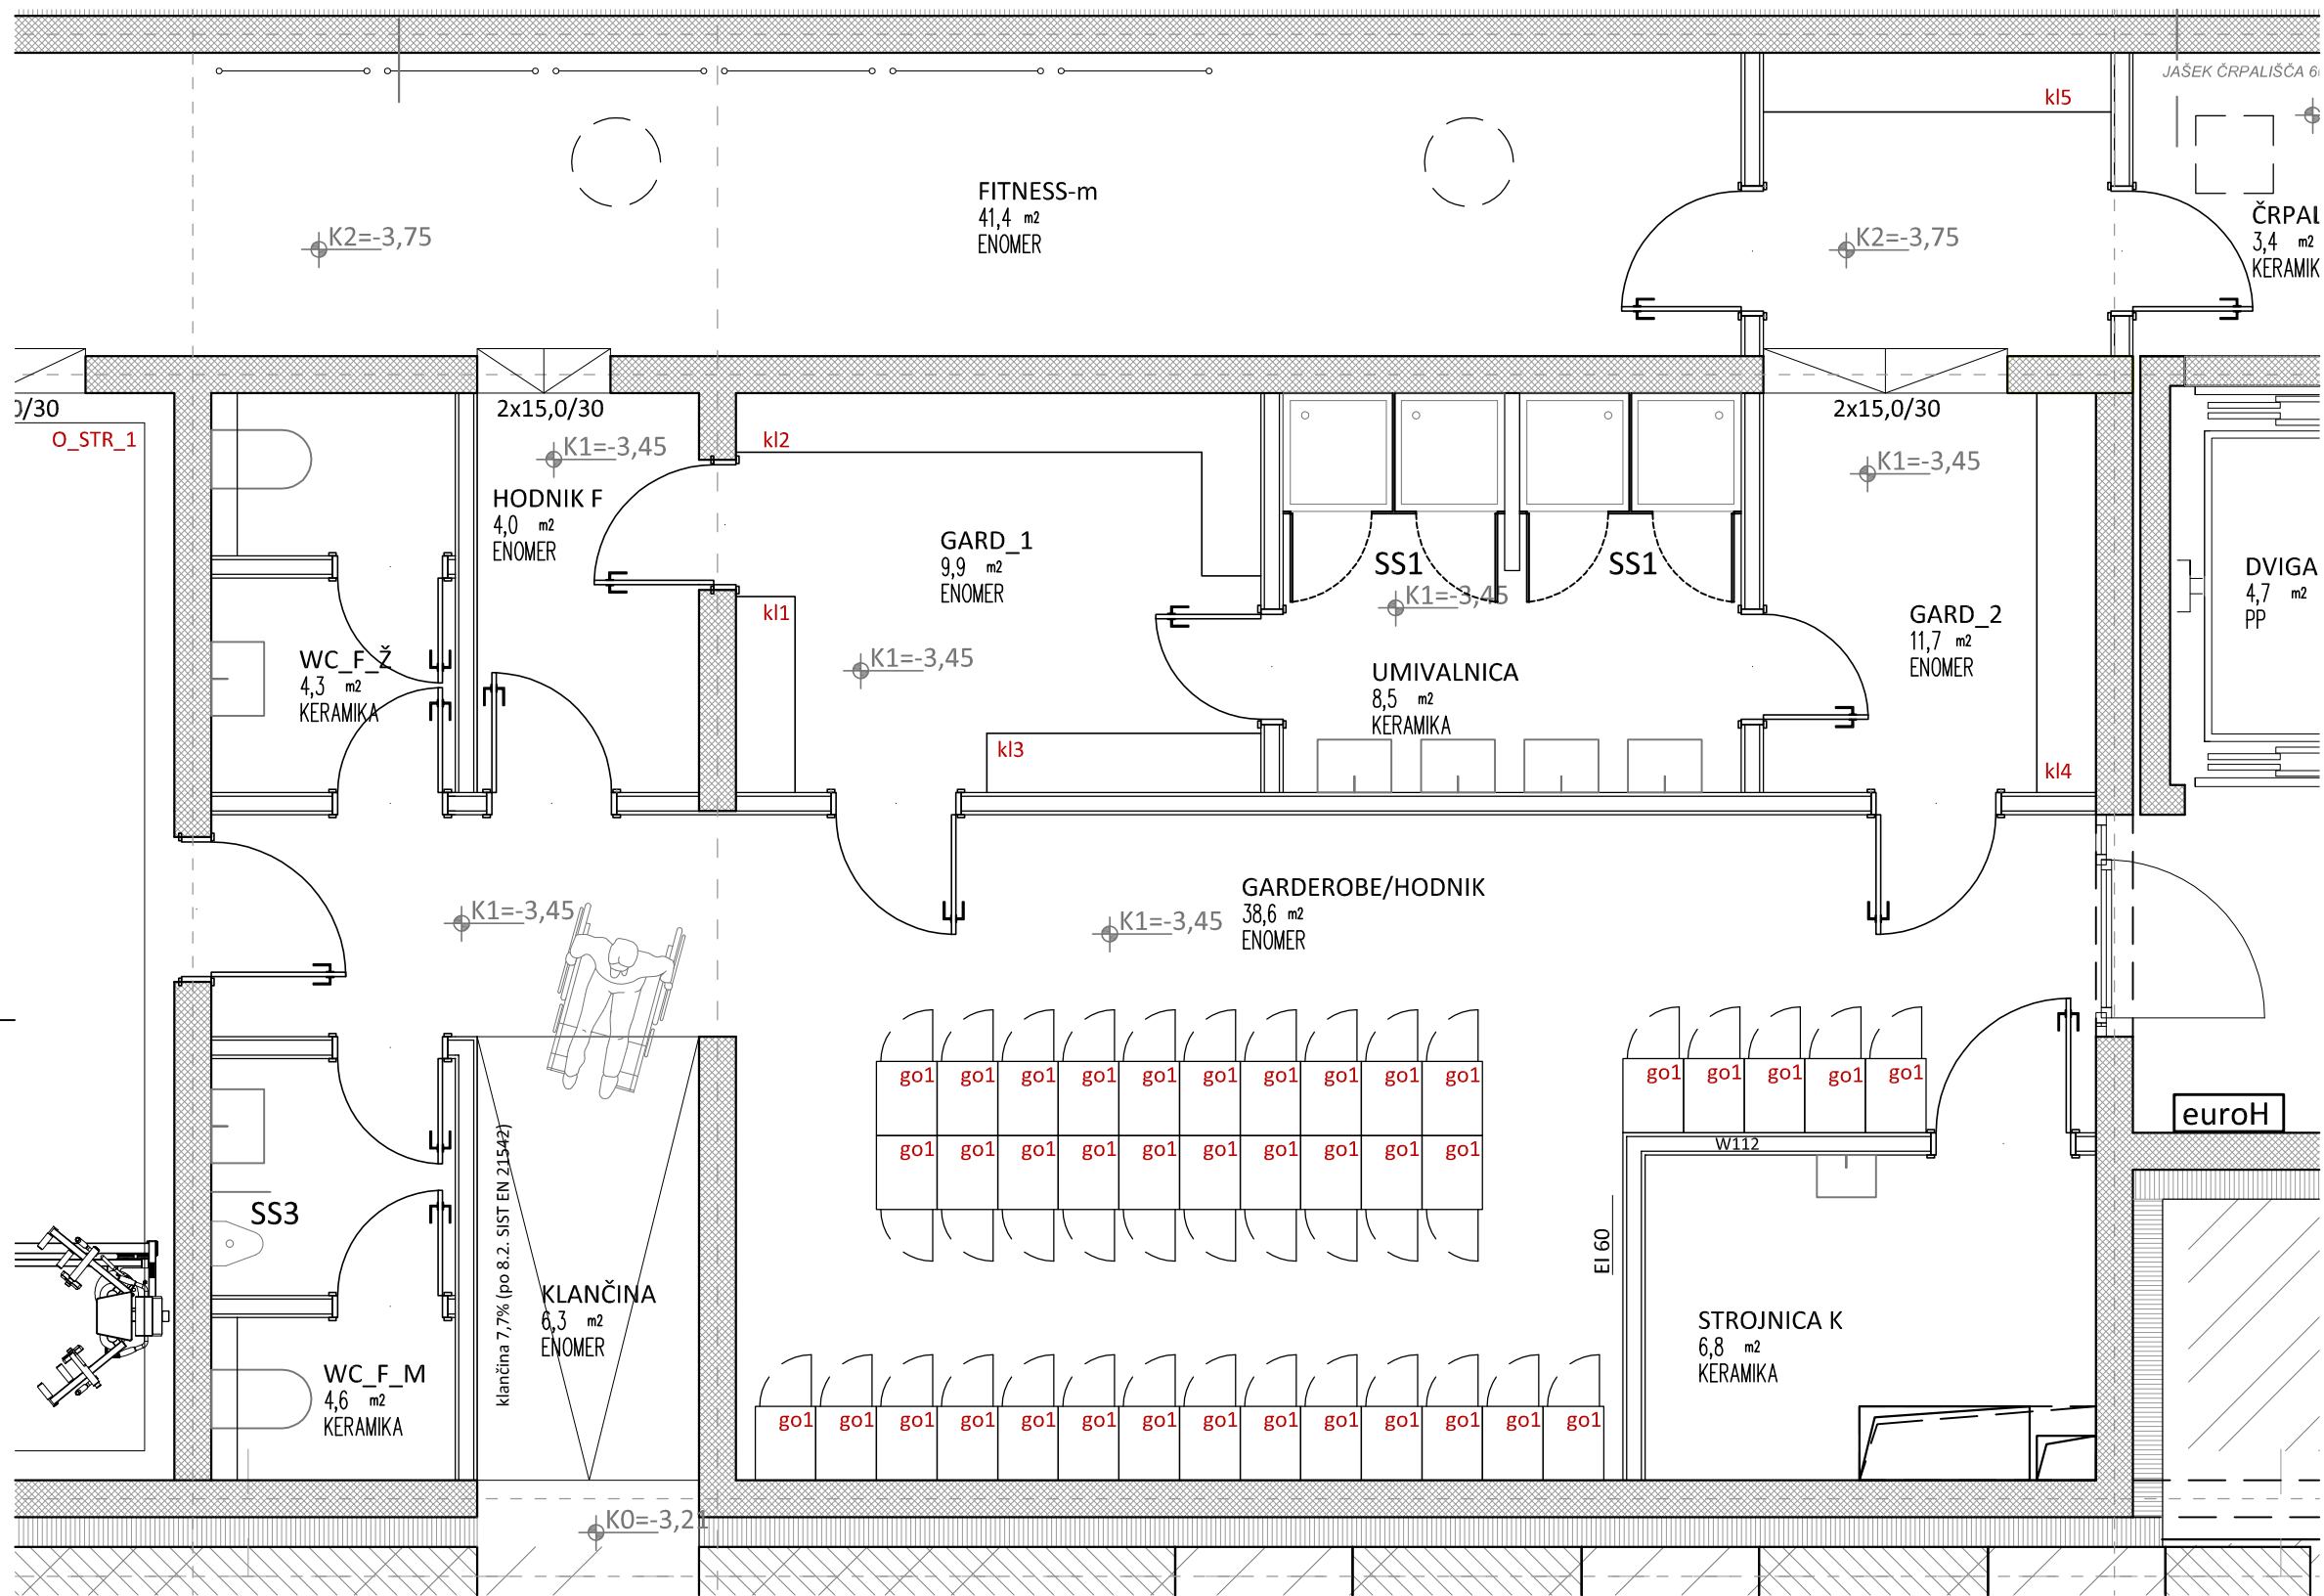 JAŠEK ČRPALIŠČA
kl5
FITNESS-m
41,4 m2
ENOMER
K2=-3,75
K2=-3,75
3,4 m2
2x15,0/30
2x15,0/30
O_STR_1
kl2
K1=-3,45
K1=-3,45
HODNIK F
4,0 m2
ENOMER
GARD_1
9,9 m2
ENOMER
SS1
SS1
K1=-3,45
kl1
GARD_2
11,7 m2
ENOMER
4,7 m2
PP
WC_F_Ž
4,3 m2
KERAMIKA
K1=-3,45
UMIVALNICA
8,5 m2
KERAMIKA
kl3
kl4
GARDEROBE/HODNIK
38,6 m2
ENOMER
K1=-3,45
K1=-3,45
go1 go1 go1 go1 go1 go1 go1 go1 go1 go1
go1 go1 go1 go1 go1
go1 go1 go1 go1 go1 go1 go1 go1 go1 go1
euroH
W112
klančina 7,7% (po 8.2. SIST EN 21542)
SS3
EI 60
KLANČINA
6,3 m2
ENOMER
STROJNICA K
6,8 m2
KERAMIKA
WC_F_M
4,6 m2
KERAMIKA
go1 go1 go1 go1 go1 go1 go1 go1 go1 go1 go1 go1 go1 go1
K0=-3,21